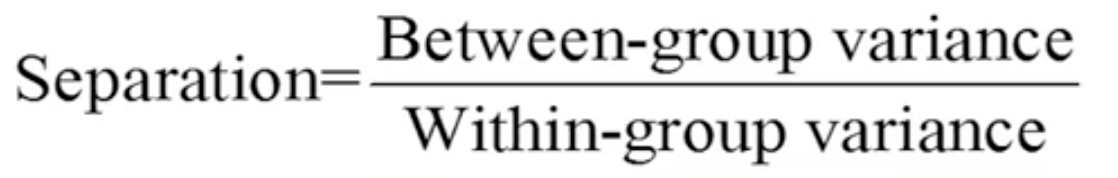 Between-group variance
Separation=
Within-group variance